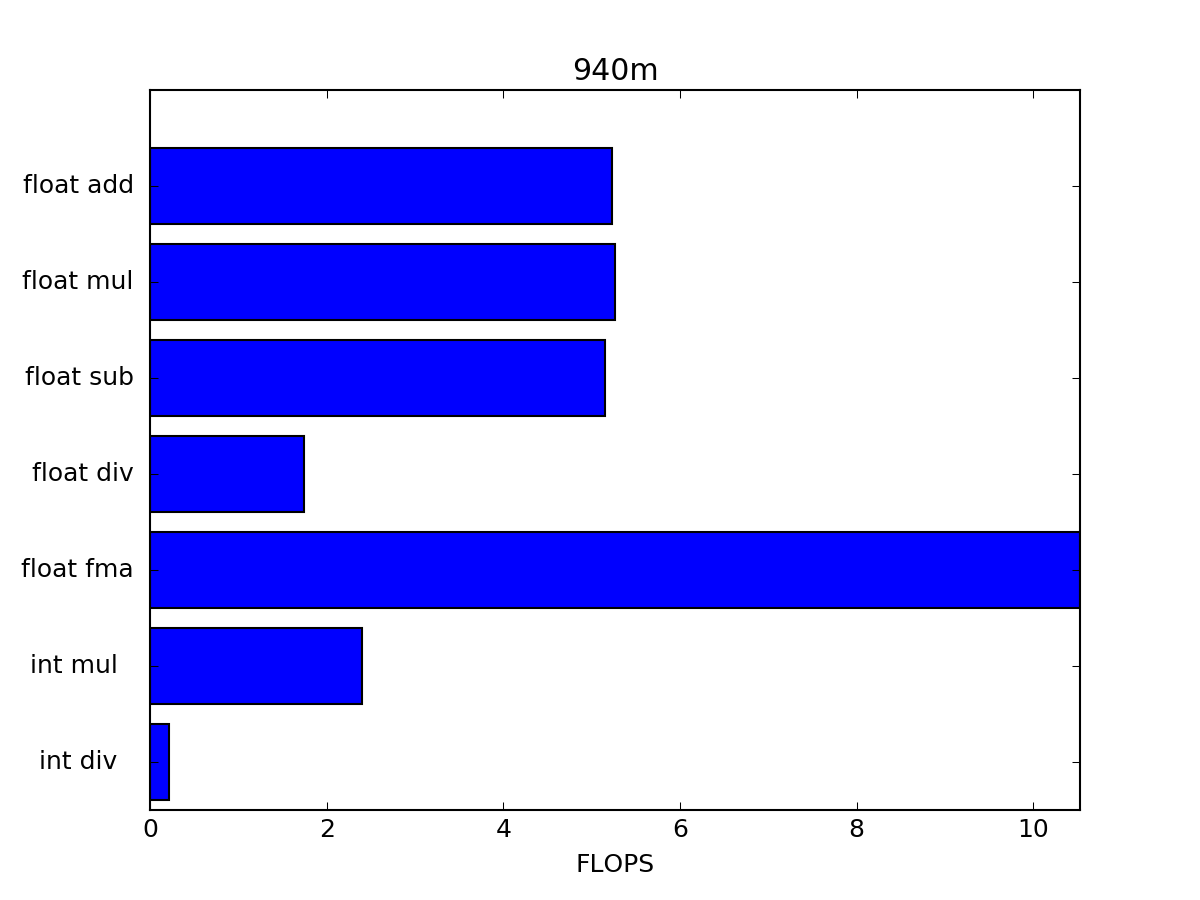 940m
float add
float mul
float sub
float div
float fma
int mul
int div
0 2 4 6 8 10
FLOPS